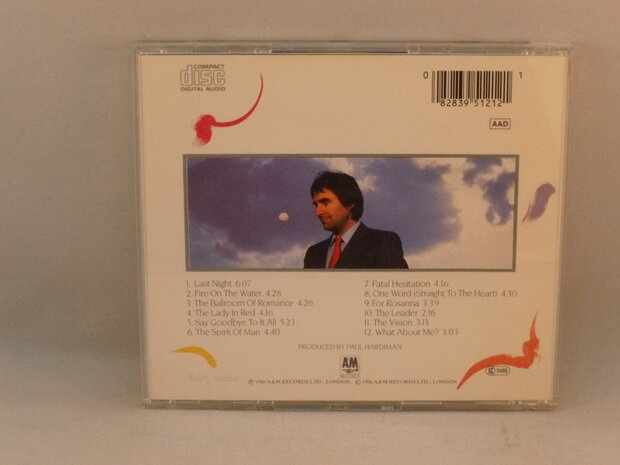 COMPACT
disc
DIGITAL AUDIO
0 82839 51212 1
AAD
1. Last Night 6.07
2. Fire On The Water 4.28
3. The Ballroom Of Romance 4.26
4. The Lady In Red 4.16
5. Say Goodbye To It All 5.23
6. The Spirit Of Man 4.40
7. Fatal Hesitation 4.16
8. One Word (Straight To The Heart) 4.30
9. For Rosanna 3.39
10. The Leader 2.16
11. The Vision 3.13
12. What About Me? 3.03
PRODUCED BY PAUL HARDIMAN
A&M
RECORDS
℗ 1986 A&M RECORDS LTD., LONDON © 1986 A&M RECORDS LTD., LONDON
0485